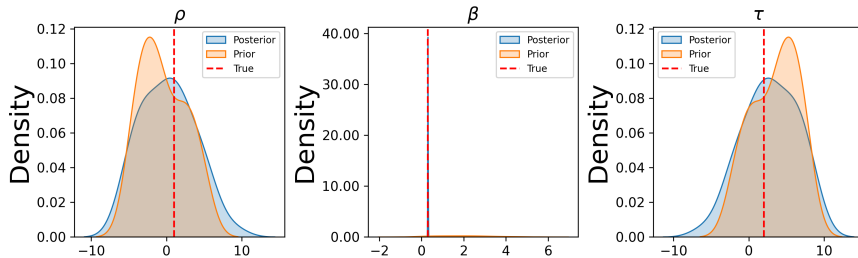 ρ
Density
0.12
0.10
0.08
0.06
0.04
0.02
0.00
−10
0
10
Posterior
Prior
True
β
Density
40.00
30.00
20.00
10.00
0.00
−2
0
2
4
6
Posterior
Prior
True
τ
Density
0.12
0.10
0.08
0.06
0.04
0.02
0.00
−10
0
10
Posterior
Prior
True